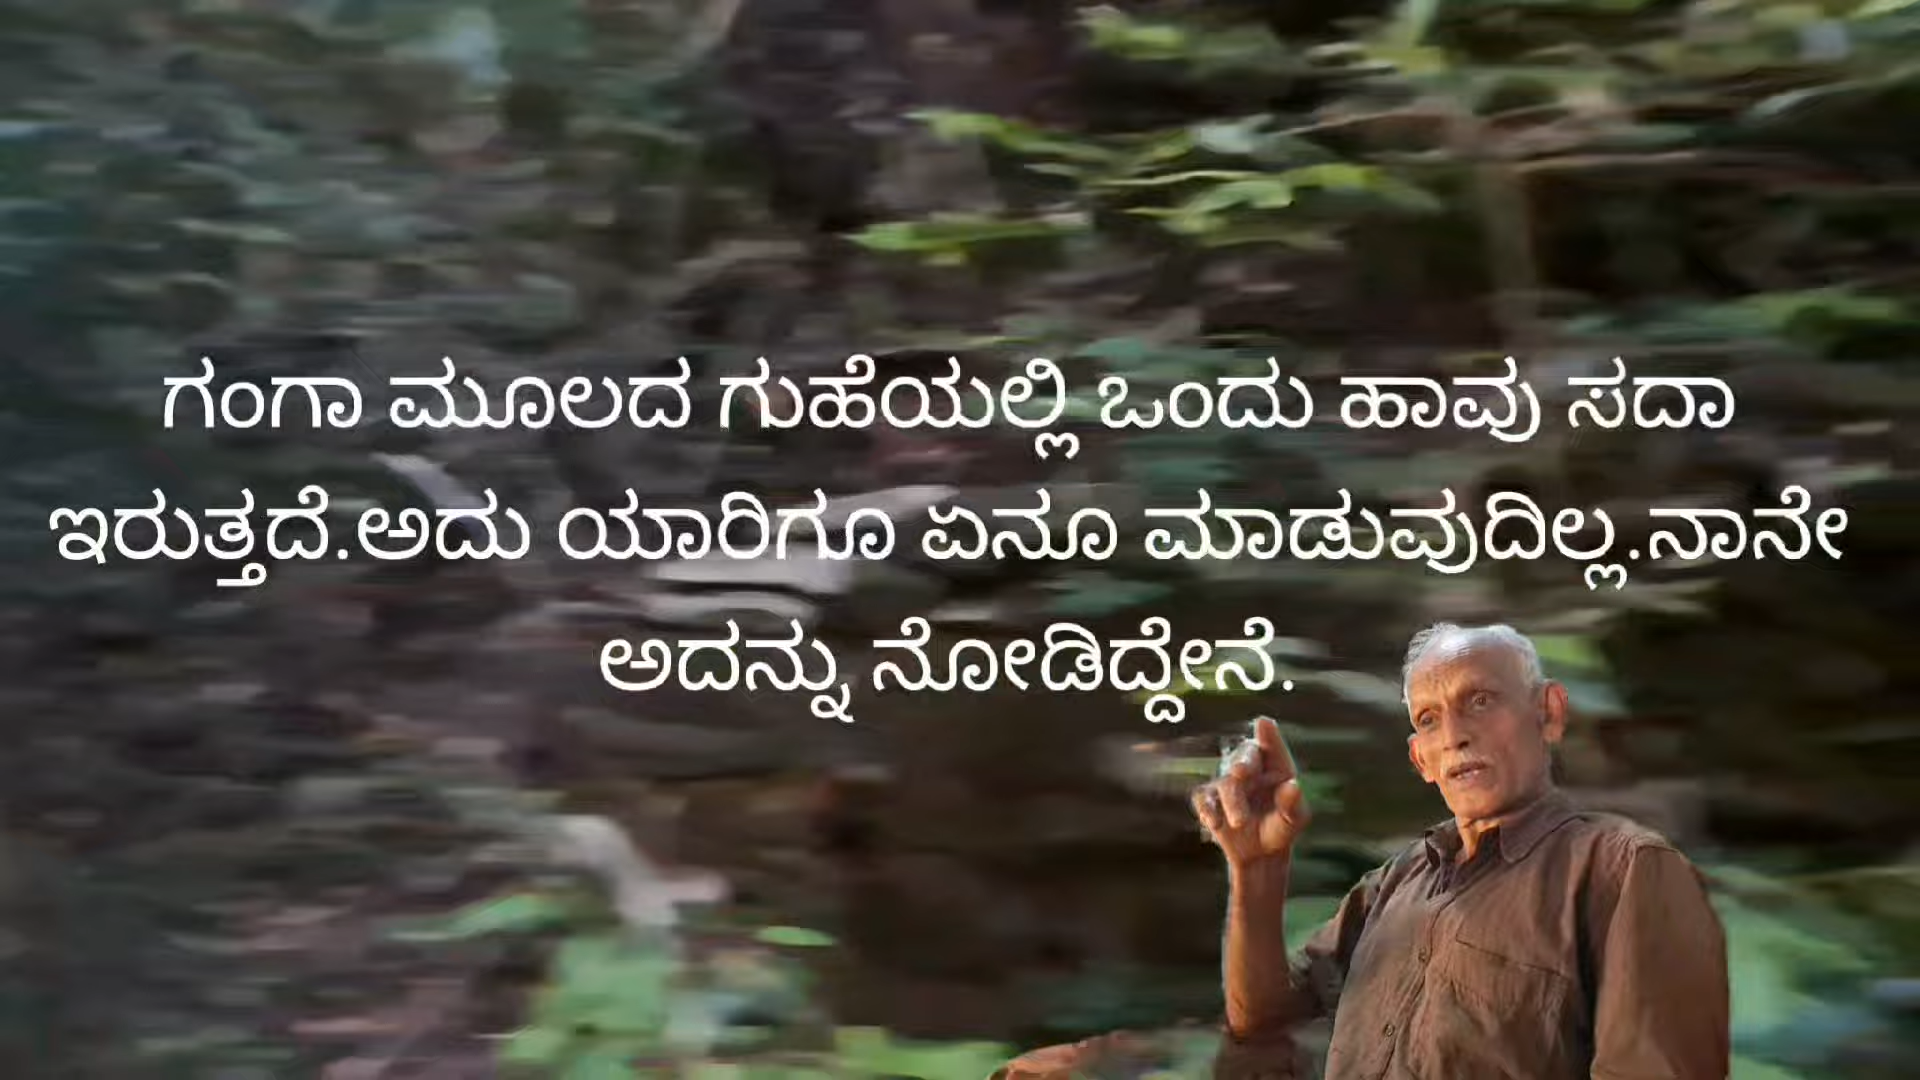 ಗಂಗಾ ಮೂಲದ ಗುಹೆಯಲ್ಲಿ ಒಂದು ಹಾವು ಸದಾ
ಇರುತ್ತದೆ.ಅದು ಯಾರಿಗೂ ಏನೂ ಮಾಡುವುದಿಲ್ಲ.ನಾನೇ
ಅದನ್ನು ನೋಡಿದ್ದೇನೆ.